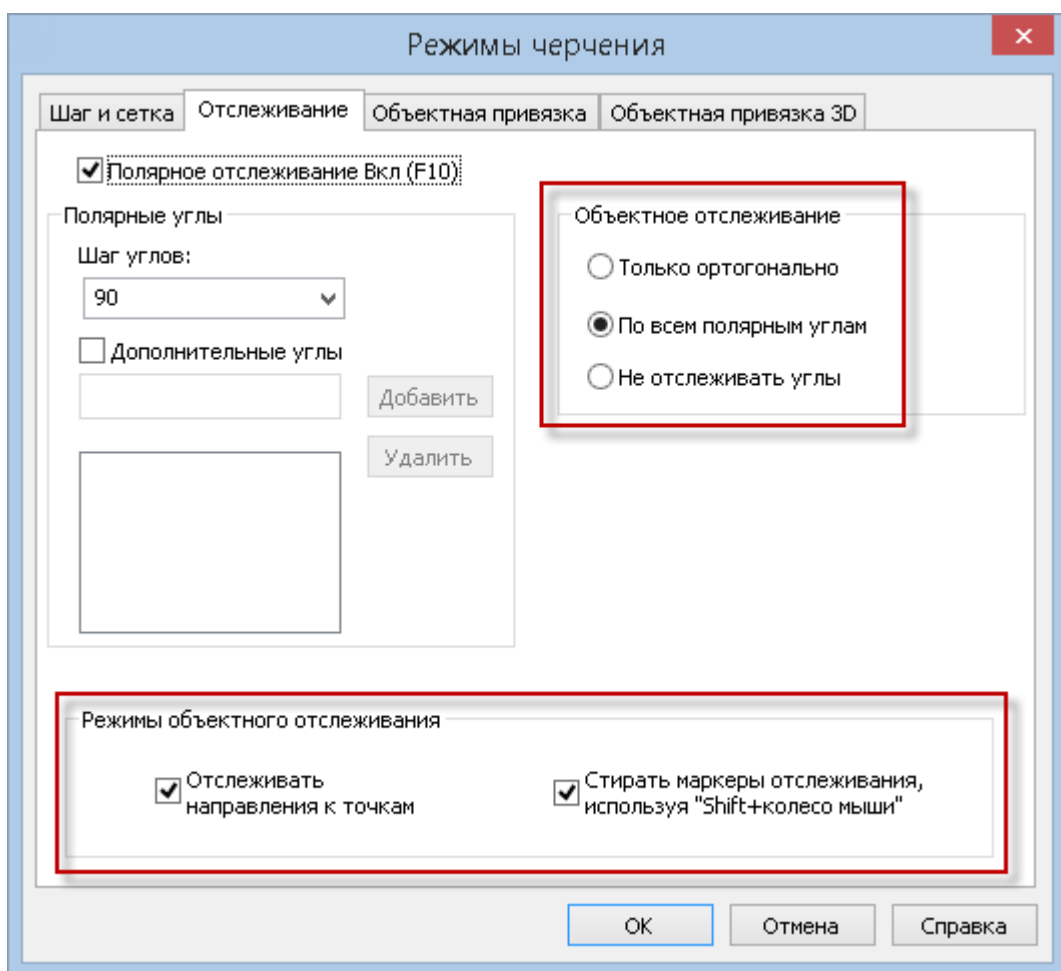 Режимы черчения
Шаг и сетка
Отслеживание
Объектная привязка
Объектная привязка 3D
Полярное отслеживание Вкл (F10)
Полярные углы
Шаг углов:
90
Дополнительные углы
Добавить
Удалить
Объектное отслеживание
Только ортогонально
По всем полярным углам
Не отслеживать углы
Режимы объектного отслеживания
Отслеживать
направления к точкам
Стирать маркеры отслеживания,
используя "Shift+колесо мыши"
ОК
Отмена
Справка